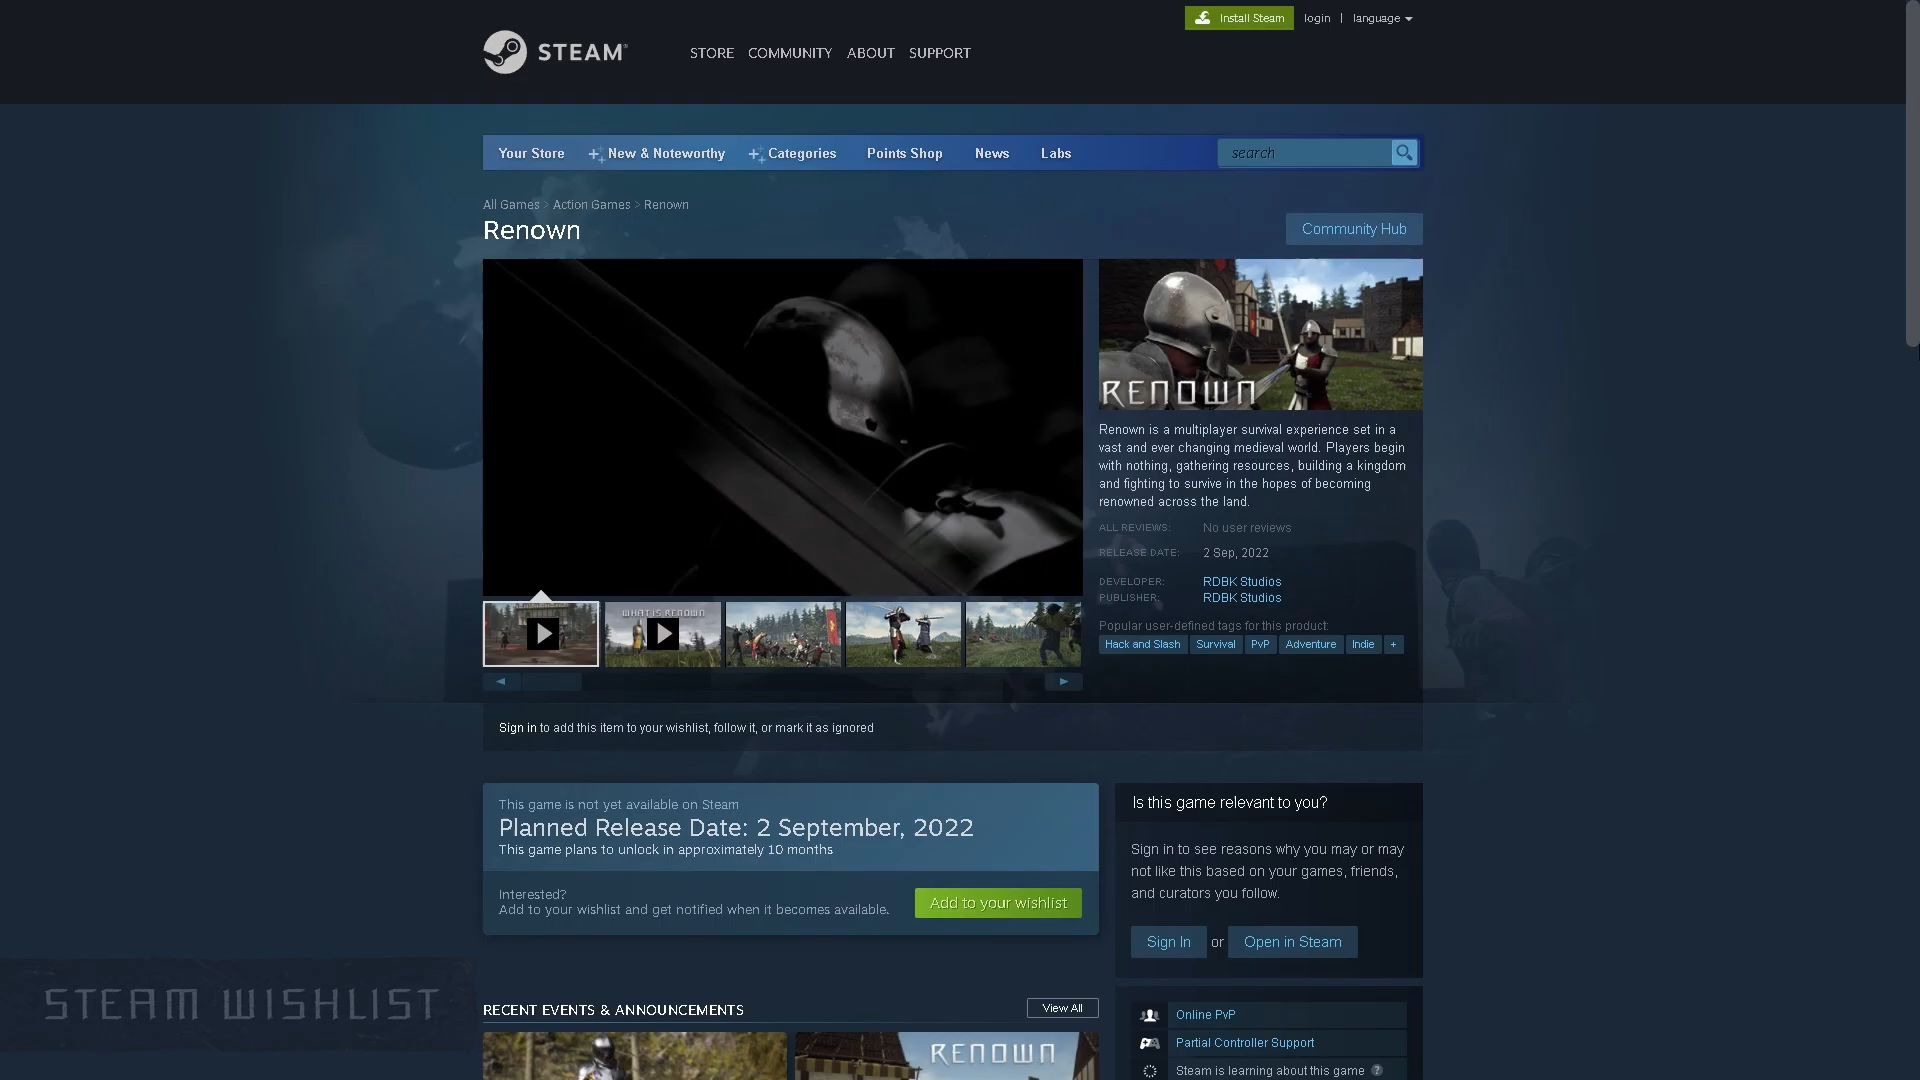 Install Steam
login | language
STEAM
STORE COMMUNITY ABOUT SUPPORT
Your Store New & Noteworthy Categories Points Shop News Labs search
All Games > Action Games > Renown
Renown
Community Hub
RENOWN
Renown is a multiplayer survival experience set in a
vast and ever changing medieval world. Players begin
with nothing, gathering resources, building a kingdom
and fighting to survive in the hopes of becoming
renowned across the land.
ALL REVIEWS: No user reviews
RELEASE DATE: 2 Sep, 2022
DEVELOPER: RDBK Studios
PUBLISHER: RDBK Studios
Popular user-defined tags for this product:
Hack and Slash Survival PvP Adventure Indie +
WHAT IS RENOWN
Sign in to add this item to your wishlist, follow it, or mark it as ignored
This game is not yet available on Steam
Planned Release Date: 2 September, 2022
This game plans to unlock in approximately 10 months
Interested?
Add to your wishlist and get notified when it becomes available.
Add to your wishlist
Is this game relevant to you?
Sign in to see reasons why you may or may
not like this based on your games, friends,
and curators you follow.
Sign In or Open in Steam
STEAM WISHLIST
RECENT EVENTS & ANNOUNCEMENTS
View All
RENOWN
Online PvP
Partial Controller Support
Steam is learning about this game ?